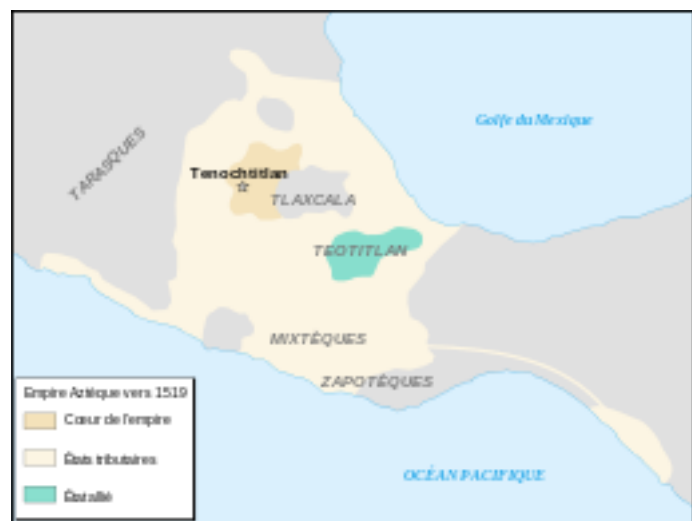 Golfe du Mexique
TARASQUES
Tenochtitlan
TLAXCALA
TEOTITLAN
MIXTÈQUES
ZAPOTÈQUES
OCÉAN PACIFIQUE
Empire Aztèque vers 1519
Cœur de l'empire
États tributaires
État allié